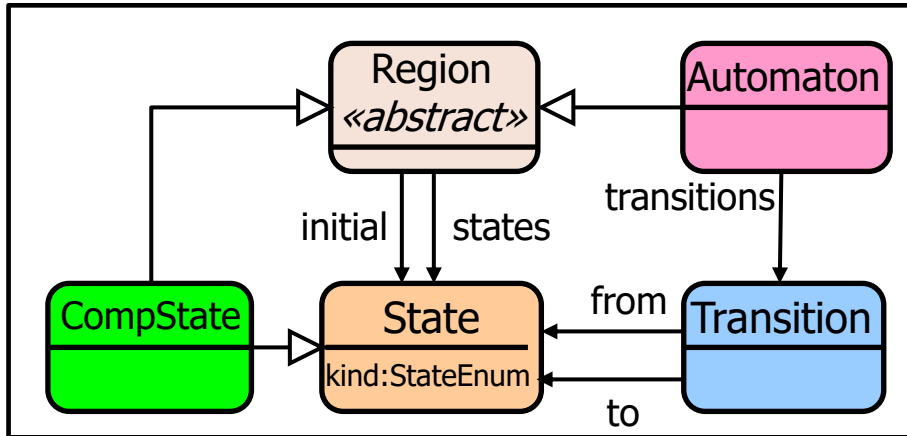 Region
«abstract»
Automaton
transitions
initial
states
CompState
State
kind:StateEnum
from
Transition
to